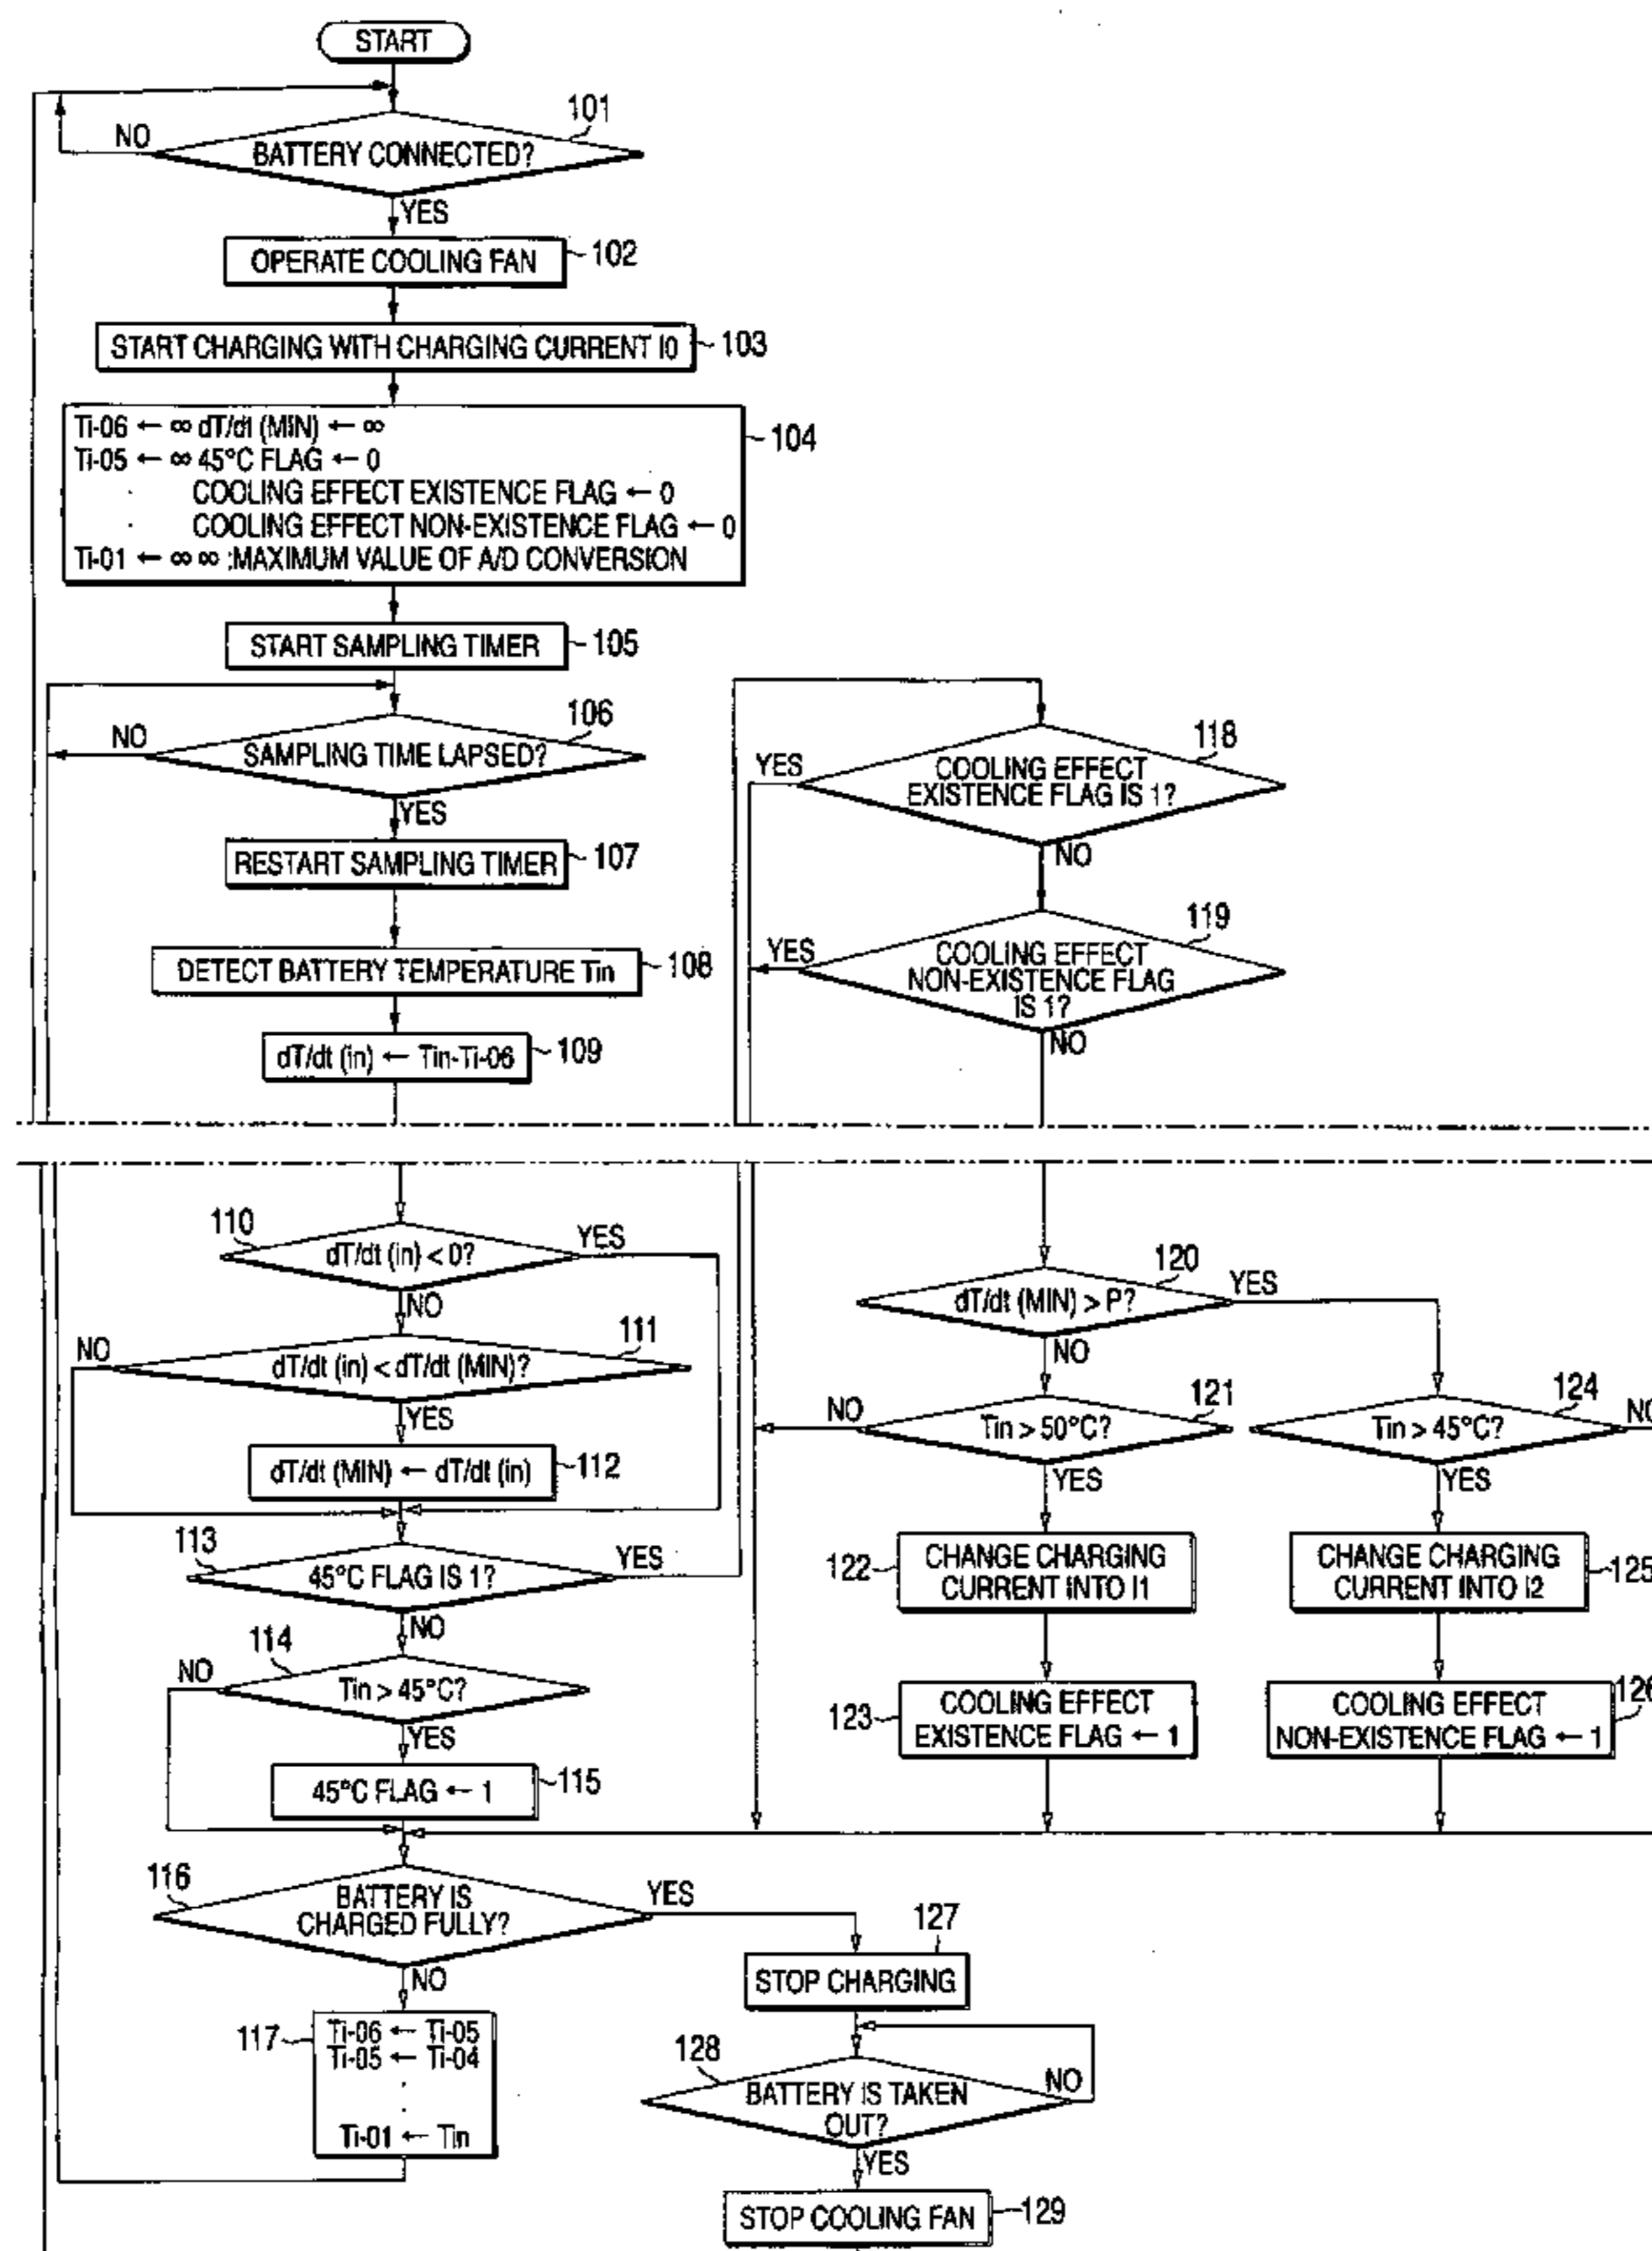 START
101
NO
BATTERY CONNECTED?
YES
OPERATE COOLING FAN
102
START CHARGING WITH CHARGING CURRENT I0
103
Ti-06 ← ∞ dT/dt (MIN) ← ∞
104
Ti-05 ← ∞ 45°C FLAG ← 0
COOLING EFFECT EXISTENCE FLAG ← 0
COOLING EFFECT NON-EXISTENCE FLAG ← 0
Ti-01 ← ∞ ∞ :MAXIMUM VALUE OF A/D CONVERSION
START SAMPLING TIMER
105
106
NO
SAMPLING TIME LAPSED?
YES
RESTART SAMPLING TIMER
107
DETECT BATTERY TEMPERATURE Tin
108
dT/dt (in) ← Tin-Ti-06
109
118
YES
COOLING EFFECT
EXISTENCE FLAG IS 1?
NO
119
YES
COOLING EFFECT
NON-EXISTENCE FLAG
IS 1?
NO
110
YES
dT/dt (in) < 0?
NO
111
NO
dT/dt (in) < dT/dt (MIN)?
YES
dT/dt (MIN) ← dT/dt (in)
112
113
YES
45°C FLAG IS 1?
NO
114
NO
Tin > 45°C?
YES
45°C FLAG ← 1
115
120
YES
dT/dt (MIN) > P?
NO
121
NO
Tin > 50°C?
YES
122
CHANGE CHARGING
CURRENT INTO I1
123
COOLING EFFECT
EXISTENCE FLAG ← 1
124
NO
Tin > 45°C?
YES
CHANGE CHARGING
CURRENT INTO I2
125
126
COOLING EFFECT
NON-EXISTENCE FLAG ← 1
116
YES
BATTERY IS
CHARGED FULLY?
NO
117
Ti-06 ← Ti-05
Ti-05 ← Ti-04
Ti-01 ← Tin
127
STOP CHARGING
128
NO
BATTERY IS TAKEN
OUT?
YES
STOP COOLING FAN
129